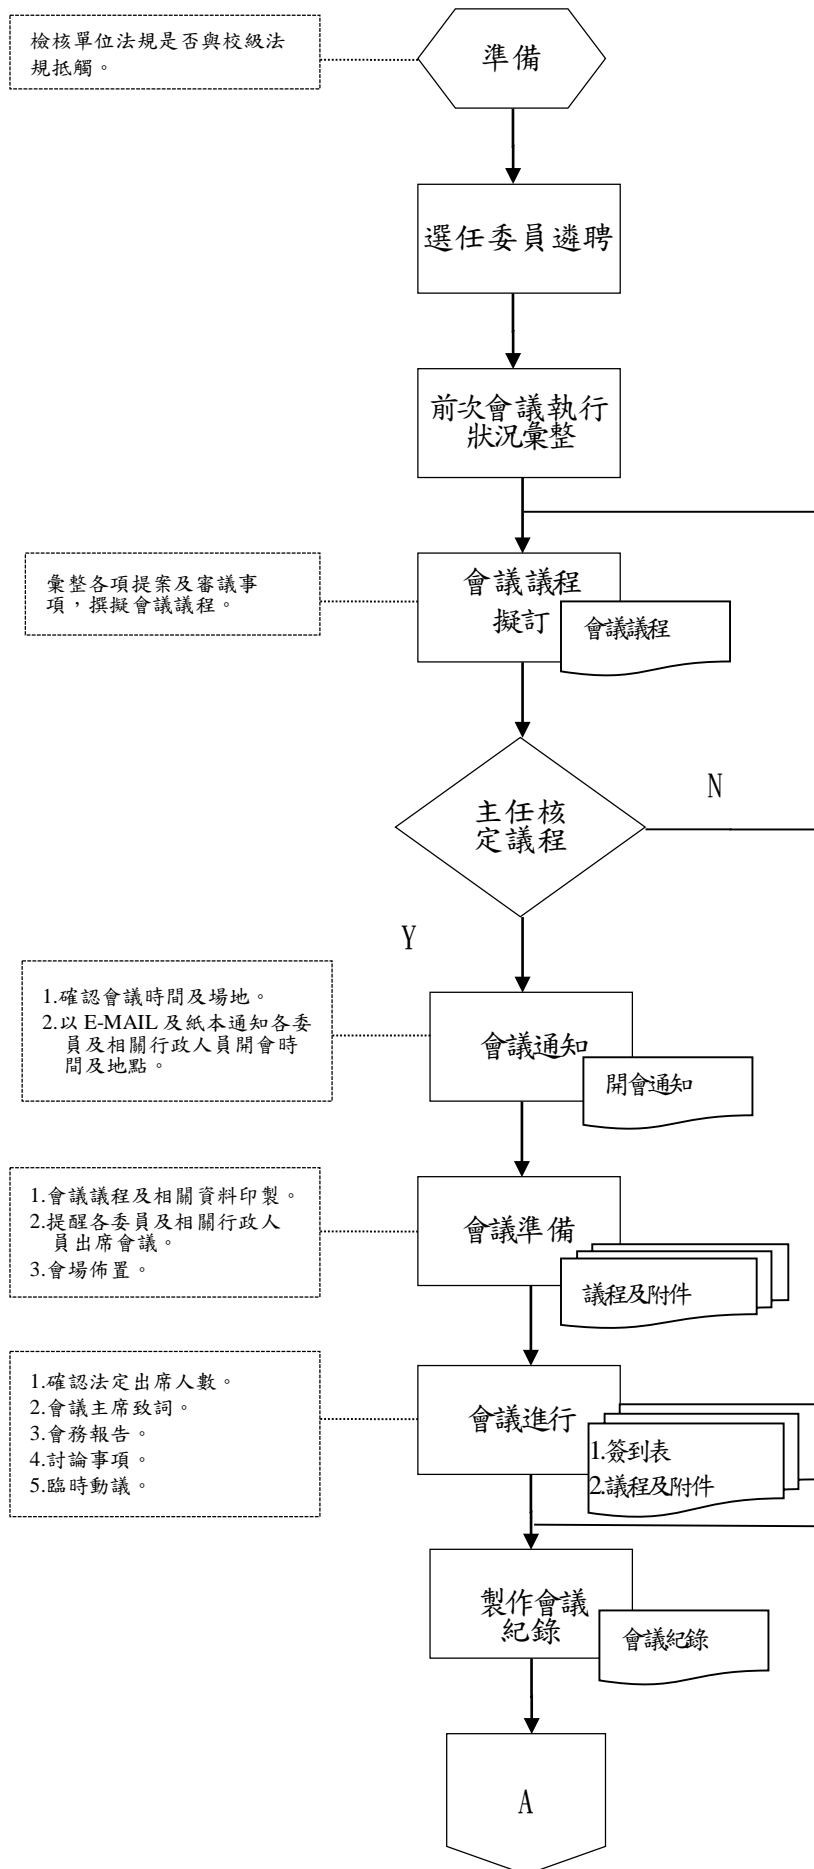 檢核單位法規是否與校級法
規抵觸。
準備
選任委員遴聘
前次會議執行
狀況彙整
彙整各項提案及審議事
項，撰擬會議議程。
會議議程
擬訂
會議議程
主任核
定議程
N
Y
1.確認會議時間及場地。
2.以 E-MAIL 及紙本通知各委
員及相關行政人員開會時
間及地點。
會議通知
開會通知
1.會議議程及相關資料印製。
2.提醒各委員及相關行政人
員出席會議。
3.會場佈置。
會議準備
議程及附件
1.確認法定出席人數。
2.會議主席致詞。
3.會務報告。
4.討論事項。
5.臨時動議。
會議進行
1.簽到表
2.議程及附件
製作會議
紀錄
會議紀錄
A